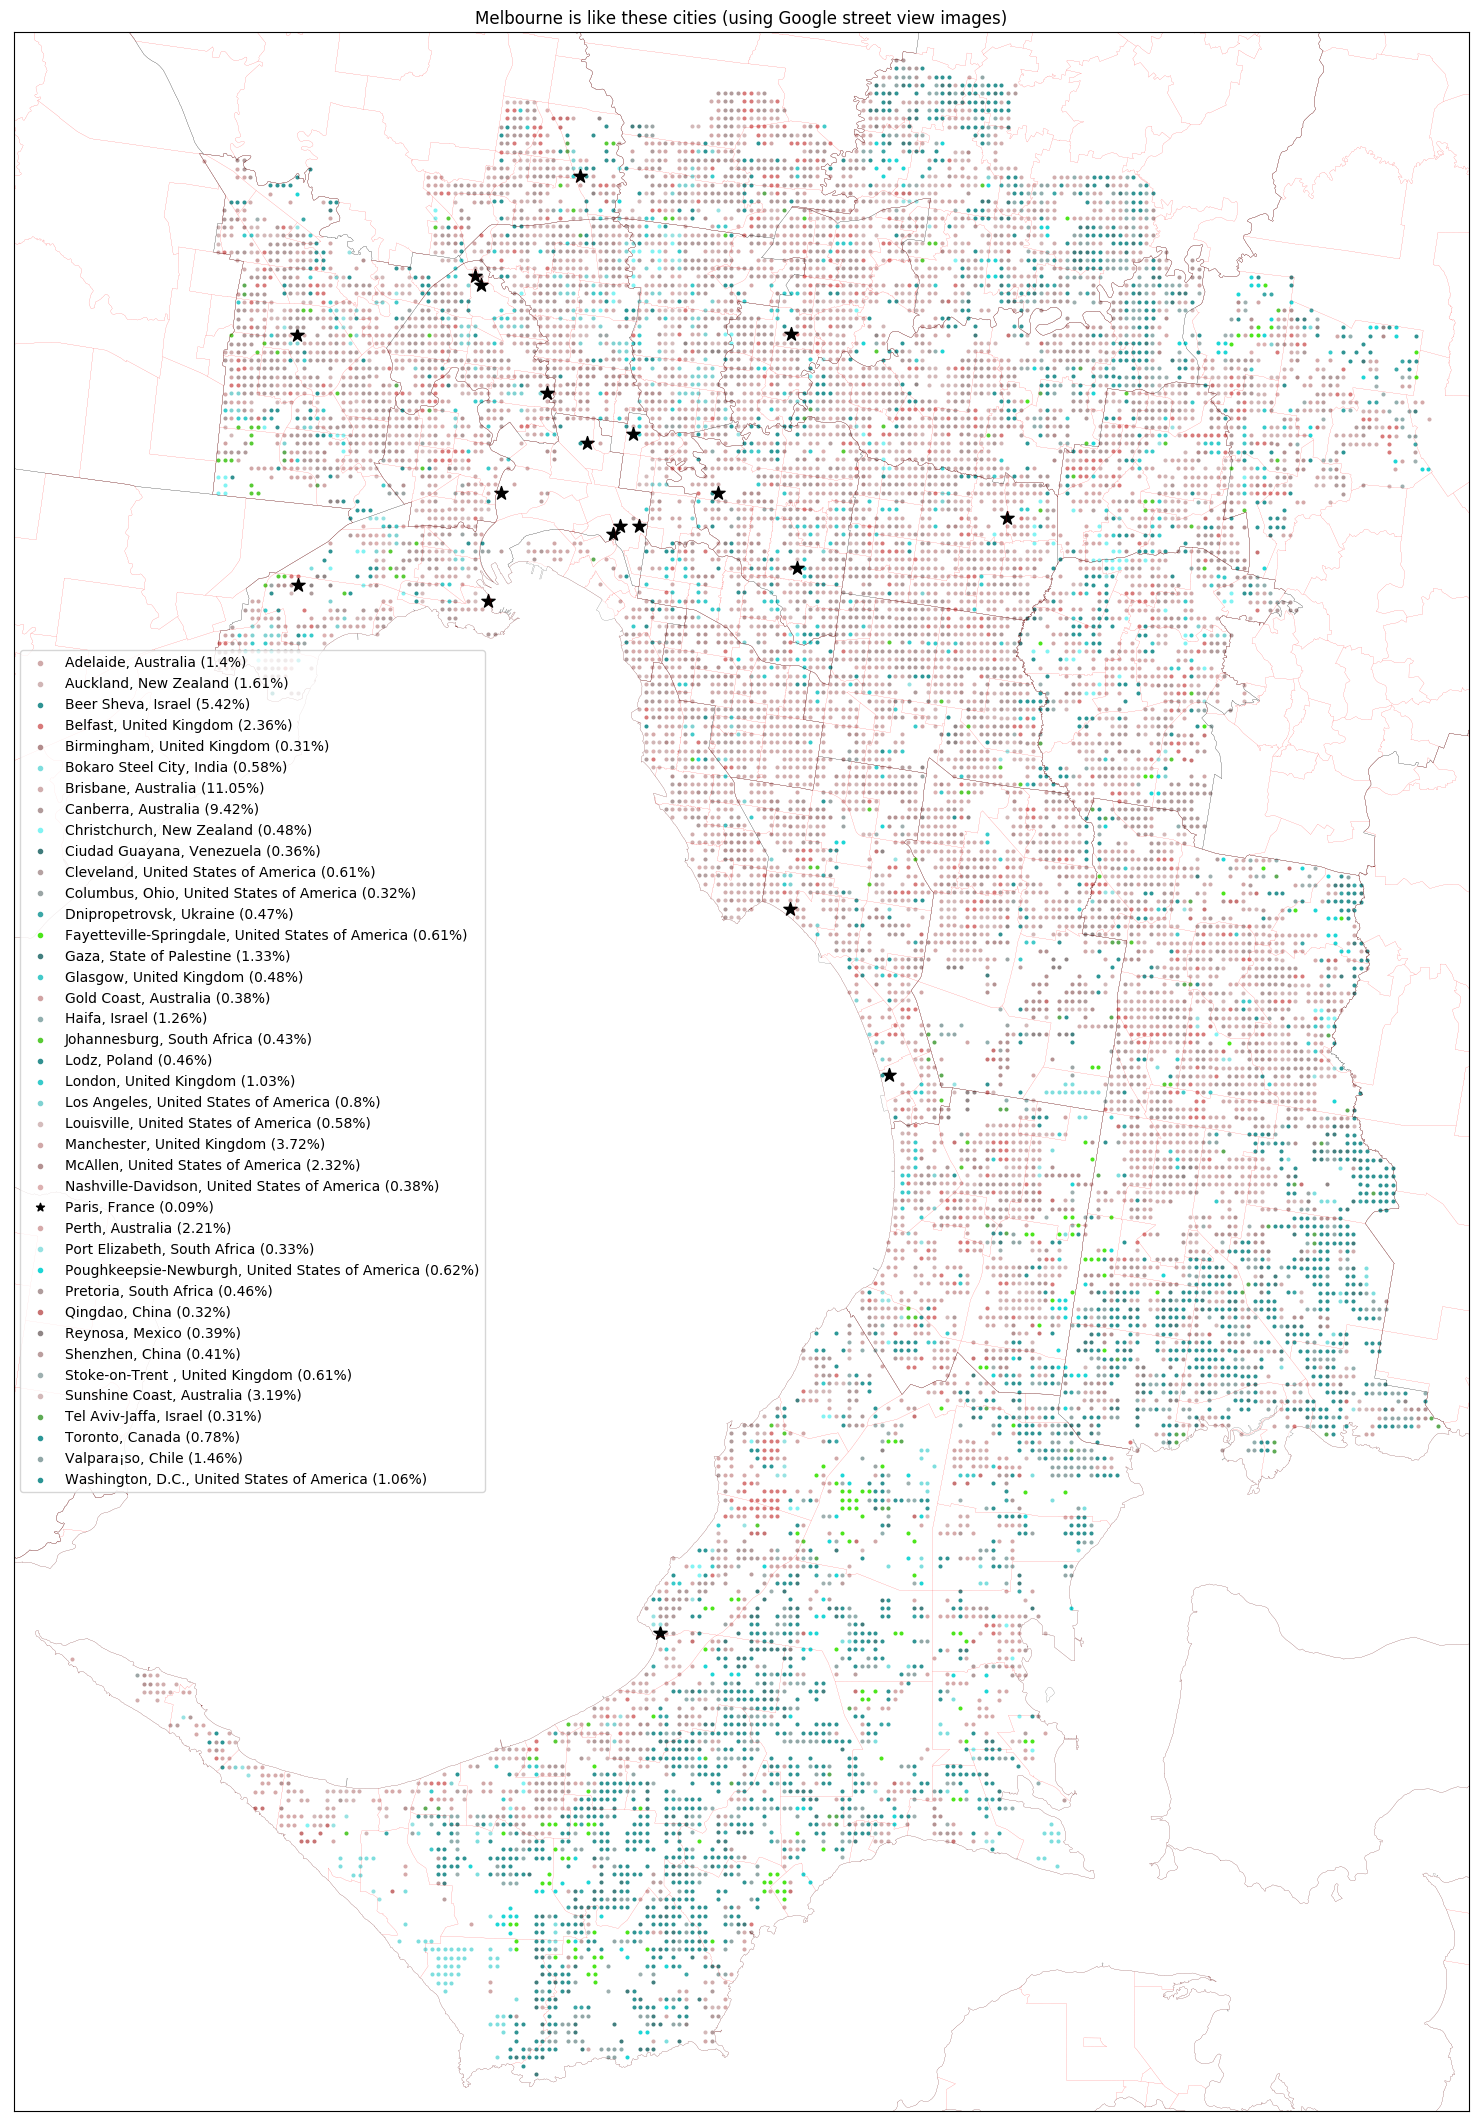 Melbourne is like these cities (using Google street view images)
Adelaide, Australia (1.4%)
Auckland, New Zealand (1.61%)
Beer Sheva, Israel (5.42%)
Belfast, United Kingdom (2.36%)
Birmingham, United Kingdom (0.31%)
Bokaro Steel City, India (0.58%)
Brisbane, Australia (11.05%)
Canberra, Australia (9.42%)
Christchurch, New Zealand (0.48%)
Ciudad Guayana, Venezuela (0.36%)
Cleveland, United States of America (0.61%)
Columbus, Ohio, United States of America (0.32%)
Dnipropetrovsk, Ukraine (0.47%)
Fayetteville-Springdale, United States of America (0.61%)
Gaza, State of Palestine (1.33%)
Glasgow, United Kingdom (0.48%)
Gold Coast, Australia (0.38%)
Haifa, Israel (1.26%)
Johannesburg, South Africa (0.43%)
Lodz, Poland (0.46%)
London, United Kingdom (1.03%)
Los Angeles, United States of America (0.8%)
Louisville, United States of America (0.58%)
Manchester, United Kingdom (3.72%)
McAllen, United States of America (2.32%)
Nashville-Davidson, United States of America (0.38%)
Paris, France (0.09%)
Perth, Australia (2.21%)
Port Elizabeth, South Africa (0.33%)
Poughkeepsie-Newburgh, United States of America (0.62%)
Pretoria, South Africa (0.46%)
Qingdao, China (0.32%)
Reynosa, Mexico (0.39%)
Shenzhen, China (0.41%)
Stoke-on-Trent , United Kingdom (0.61%)
Sunshine Coast, Australia (3.19%)
Tel Aviv-Jaffa, Israel (0.31%)
Toronto, Canada (0.78%)
Valpara¡so, Chile (1.46%)
Washington, D.C., United States of America (1.06%)